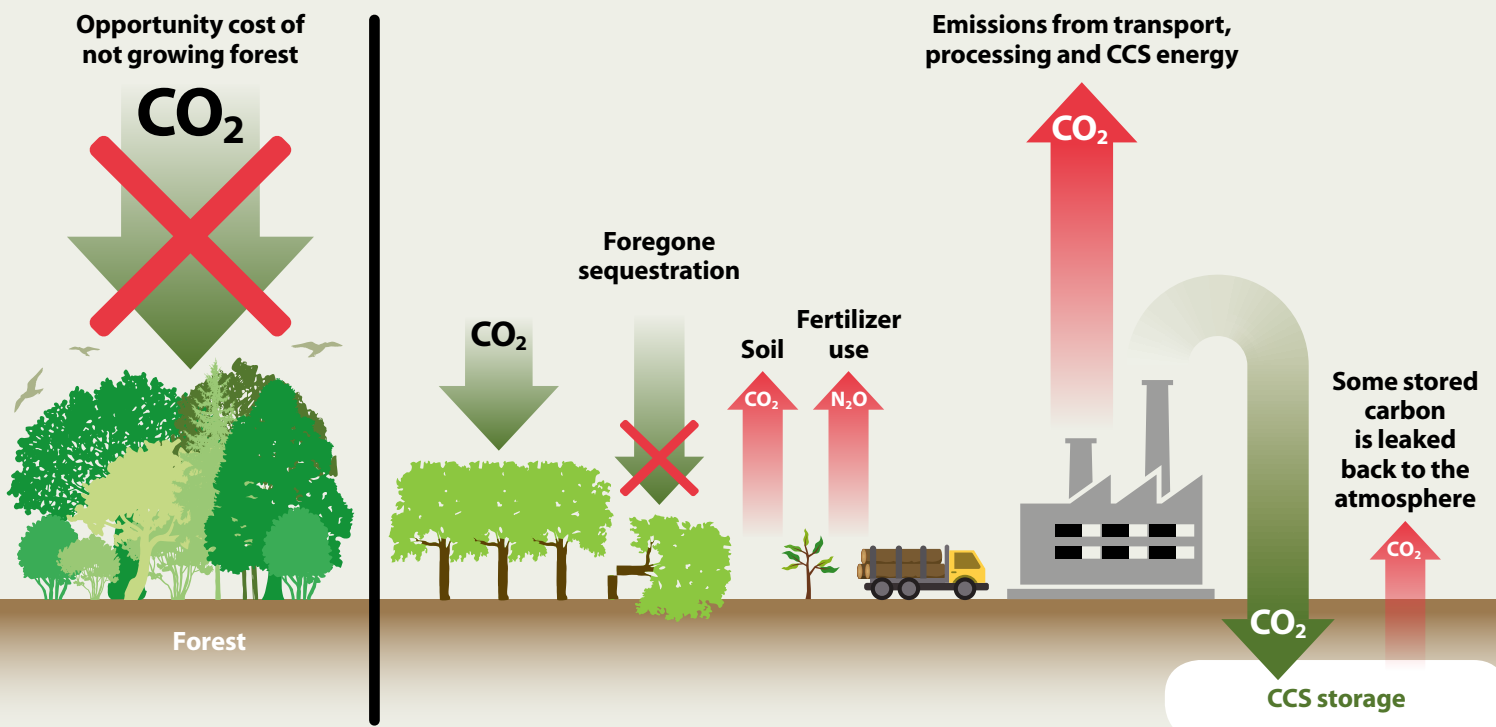 Opportunity cost of
not growing forest
CO₂
Forest
CO₂
Foregone
sequestration
Soil
CO₂
Fertilizer
use
N₂O
Emissions from transport,
processing and CCS energy
CO₂
CO₂
CCS storage
Some stored
carbon
is leaked
back to the
atmosphere
CO₂